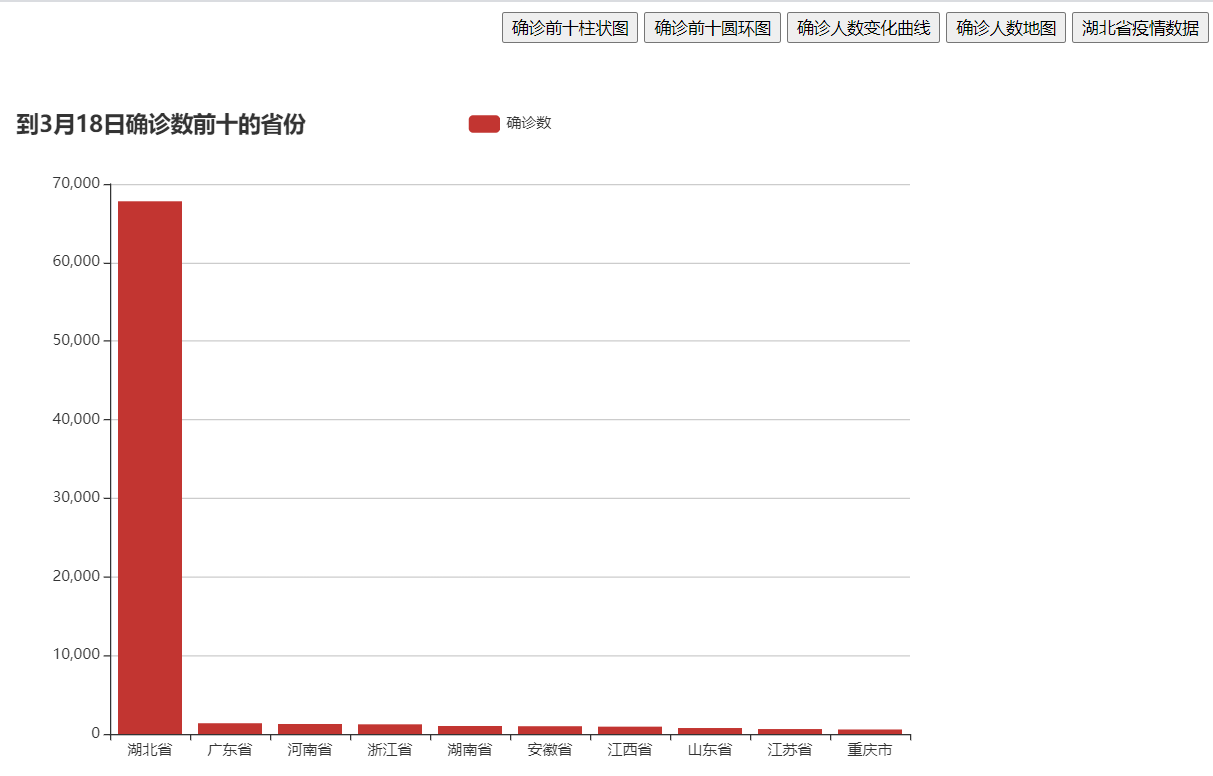 确诊前十柱状图 确诊前十圆环图 确诊人数变化曲线 确诊人数地图 湖北省疫情数据
到3月18日确诊数前十的省份 确诊数
70,000
60,000
50,000
40,000
30,000
20,000
10,000
0
湖北省 广东省 河南省 浙江省 湖南省 安徽省 江西省 山东省 江苏省 重庆市